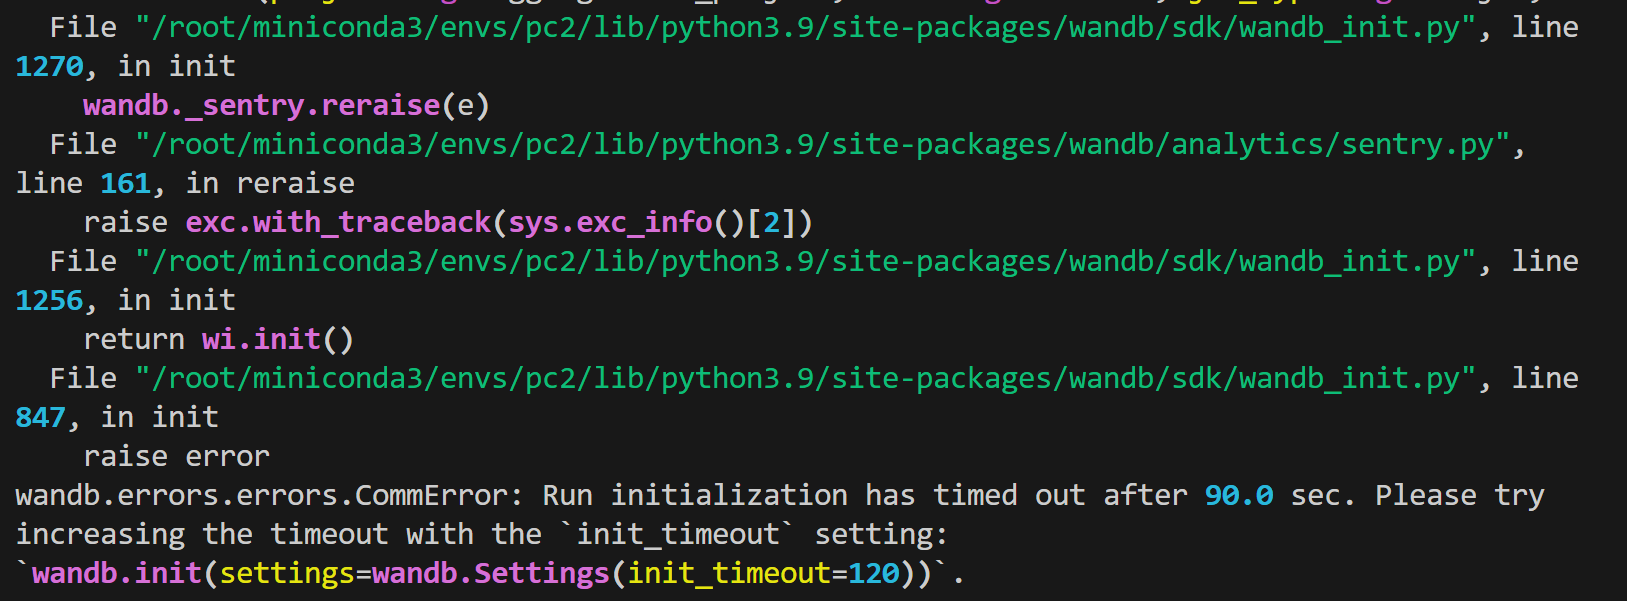 File "/root/miniconda3/envs/pc2/lib/python3.9/site-packages/wandb/sdk/wandb_init.py", line
1270, in init
wandb._sentry.reraise(e)
File "/root/miniconda3/envs/pc2/lib/python3.9/site-packages/wandb/analytics/sentry.py",
line 161, in reraise
raise exc.with_traceback(sys.exc_info()[2])
File "/root/miniconda3/envs/pc2/lib/python3.9/site-packages/wandb/sdk/wandb_init.py", line
1256, in init
return wi.init()
File "/root/miniconda3/envs/pc2/lib/python3.9/site-packages/wandb/sdk/wandb_init.py", line
847, in init
raise error
wandb.errors.errors.CommError: Run initialization has timed out after 90.0 sec. Please try
increasing the timeout with the `init_timeout` setting:
`wandb.init(settings=wandb.Settings(init_timeout=120))`.